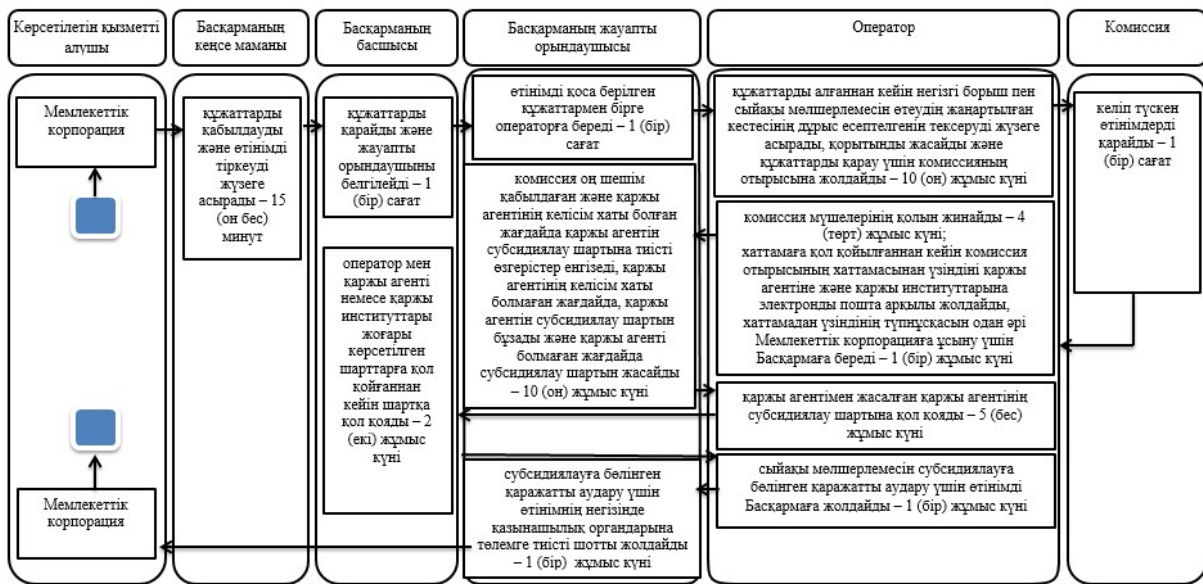 Көрсетілетін қызметті
алушы
Басқарманың
кеңсе маманы
Басқарманың
басшысы
Басқарманың жауапты
орындаушысы
Оператор
Комиссия
Мемлекеттік
корпорация
құжаттарды
қабылдауды
және өтінімді
тіркеуді
жүзеге
асырады – 15
(он бес)
минут
құжаттарды
қарайды және
жауапты
орындаушыны
белгілейді – 1
(бір) сағат
өтінімді қоса берілген
құжаттармен бірге
операторға береді – 1 (бір)
сағат
құжаттарды алғаннан кейін негізгі борыш пен
сыйақы мөлшерлемесін өтеудің жаңартылған
кестесінің дұрыс есептелгенін тексеруді жүзеге
асырады, қорытынды жасайды және
құжаттарды қарау үшін комиссияның
отырысына жолдайды – 10 (он) жұмыс күні
келіп түскен
өтінімдерді
қарайды – 1
(бір) сағат
комиссия мүшелерінің қолын жинайды – 4
(төрт) жұмыс күні;
хаттамаға қол қойылғаннан кейін комиссия
отырысының хаттамасынан үзіндіні қаржы
агентіне және қаржы институттарына
электронды пошта арқылы жолдайды,
хаттамадан үзіндінің түпнұсқасын одан әрі
Мемлекеттік корпорацияға ұсыну үшін
Басқармаға береді – 1 (бір) жұмыс күні
комиссия оң шешім
қабылдаған және қаржы
агентінің келісім хаты болған
жағдайда қаржы агентін
субсидиялау шартына тиісті
өзгерістер енгізеді, қаржы
агентінің келісім хаты
болмаған жағдайда, қаржы
агентін субсидиялау шартын
бұзады және қаржы агенті
болмаған жағдайда
субсидиялау шартын жасайды
– 10 (он) жұмыс күні
қаржы агентімен жасалған қаржы агентінің
субсидиялау шартына қол қояды – 5 (бес)
жұмыс күні
оператор мен
қаржы агенті
немесе қаржы
институттары
жоғары
көрсетілген
шарттарға қол
қойғаннан
кейін шартқа
қол қояды – 2
(екі) жұмыс
күні
сыйақы мөлшерлемесін субсидиялауға
бөлінген қаражатты аудару үшін өтінімді
Басқармаға жолдайды – 1 (бір) жұмыс күні
субсидиялауға бөлінген
қаражатты аудару үшін
өтінімнің негізінде
қазынашылық органдарына
төлемге тиісті шотты жолдайды
– 1 (бір) жұмыс күні
Мемлекеттік
корпорация